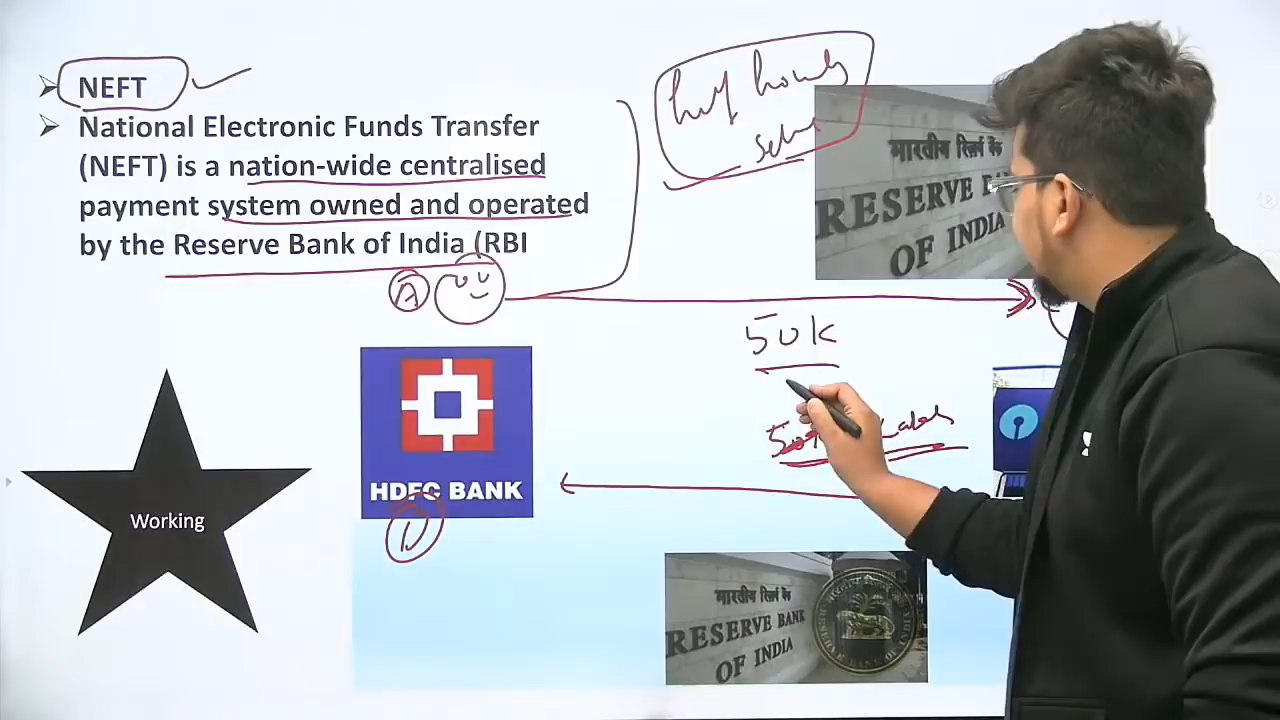 NEFT
National Electronic Funds Transfer
(NEFT) is a nation-wide centralised
payment system owned and operated
by the Reserve Bank of India (RBI
half hourly
भारतीय रिज़र्व बैंक
RESERVE
OF INDIA
A
50K
HDFC BANK
Working
भारतीय रिज़र्व बैंक
RESERVE BANK
OF INDIA